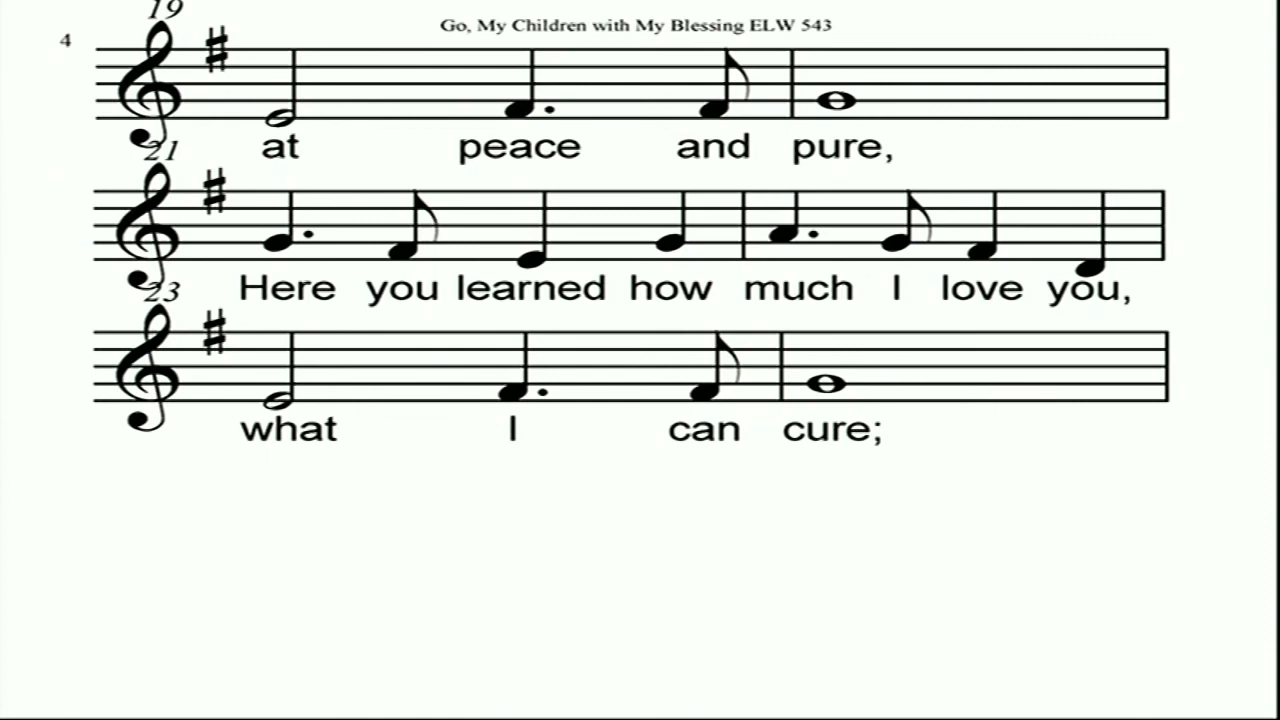 19
Go, My Children with My Blessing ELW 543
4
at peace and pure,
21
Here you learned how much I love you,
23
what I can cure;